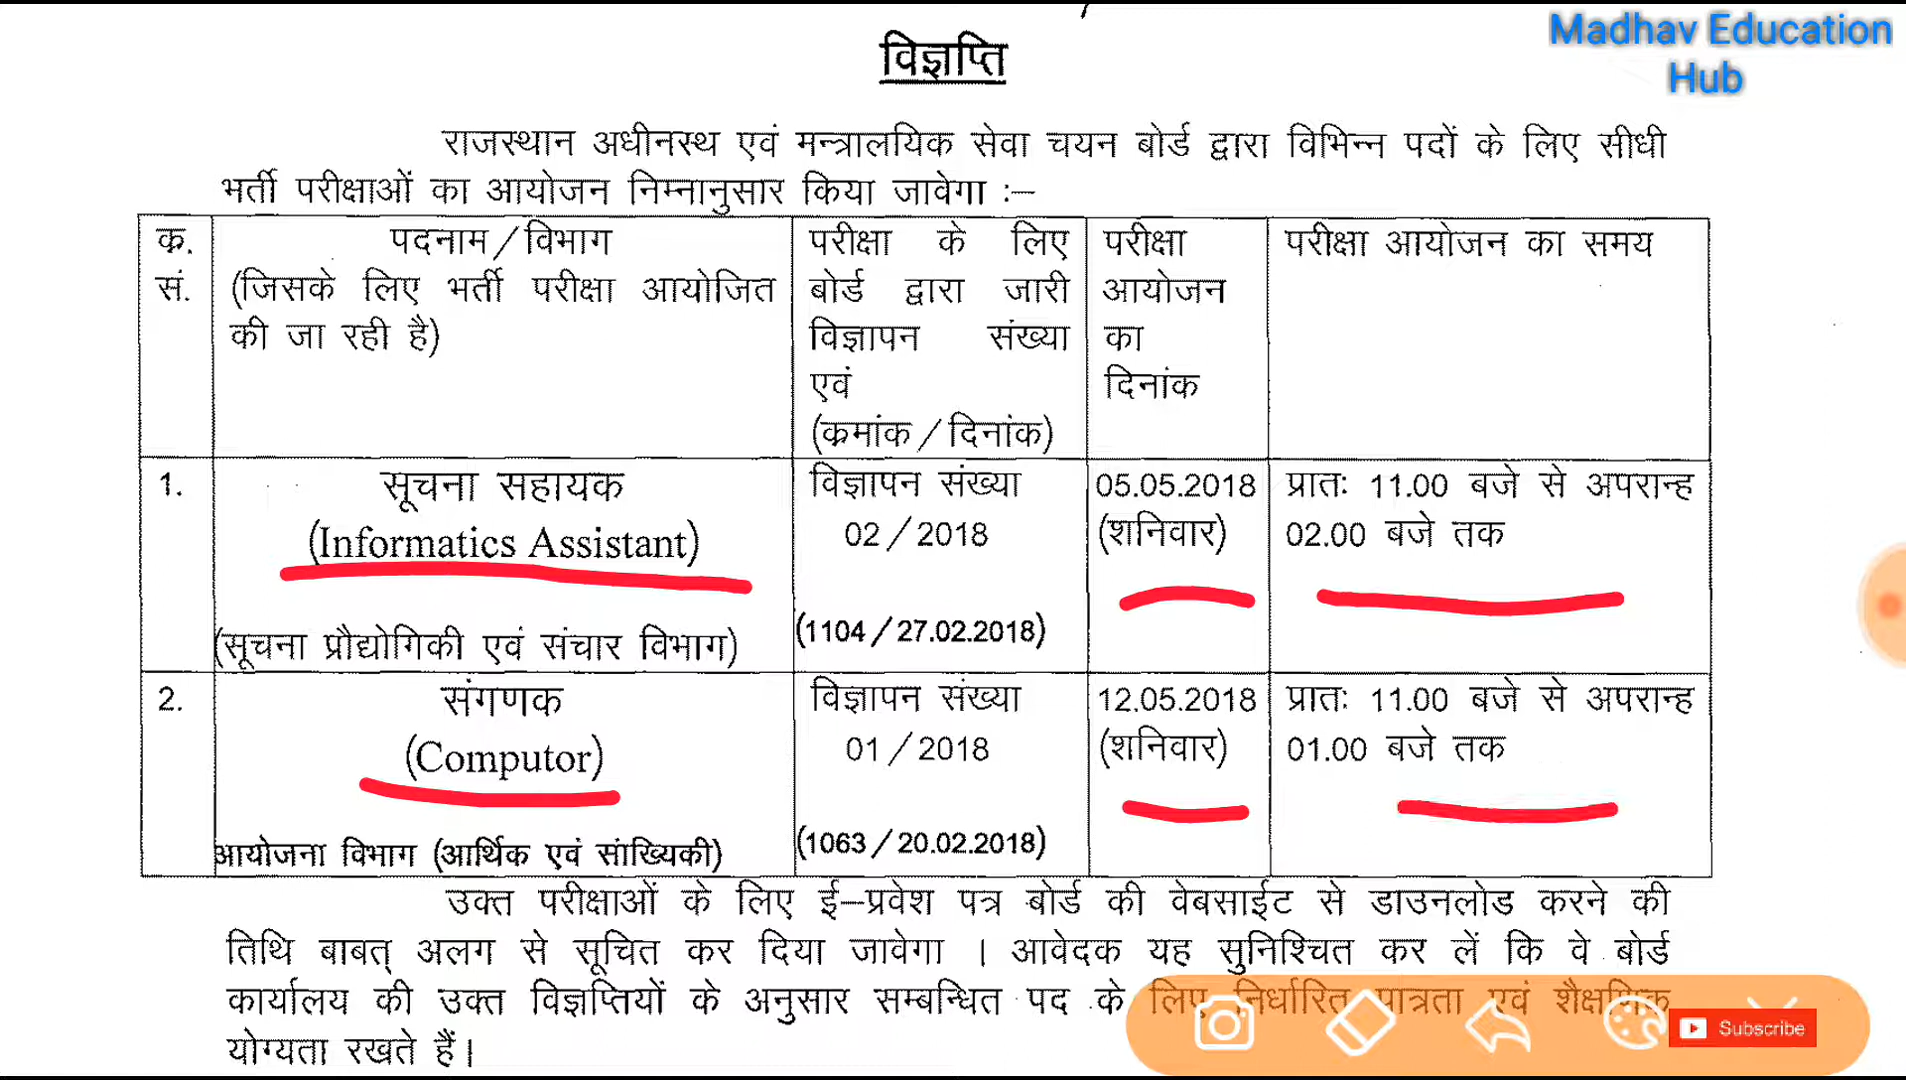 Madhav Education
Hub
विज्ञप्ति
राजस्थान अधीनस्थ एवं मन्त्रालयिक सेवा चयन बोर्ड द्वारा विभिन्न पदों के लिए सीधी
भर्ती परीक्षाओं का आयोजन निम्नानुसार किया जावेगा :–
क्र.
सं.
पदनाम/विभाग
(जिसके लिए भर्ती परीक्षा आयोजित
की जा रही है)
परीक्षा के लिए
बोर्ड द्वारा जारी
विज्ञापन संख्या
एवं
(क्रमांक/दिनांक)
परीक्षा
आयोजन
का
दिनांक
परीक्षा आयोजन का समय
1.
सूचना सहायक
(Informatics Assistant)
(सूचना प्रौद्योगिकी एवं संचार विभाग)
विज्ञापन संख्या
02/2018
(1104/27.02.2018)
05.05.2018
(शनिवार)
प्रातः 11.00 बजे से अपरान्ह
02.00 बजे तक
2.
संगणक
(Computor)
आयोजना विभाग (आर्थिक एवं सांख्यिकी)
विज्ञापन संख्या
01/2018
(1063/20.02.2018)
12.05.2018
(शनिवार)
प्रातः 11.00 बजे से अपरान्ह
01.00 बजे तक
उक्त परीक्षाओं के लिए ई–प्रवेश पत्र बोर्ड की वेबसाईट से डाउनलोड करने की
तिथि बाबत् अलग से सूचित कर दिया जावेगा । आवेदक यह सुनिश्चित कर लें कि वे बोर्ड
कार्यालय की उक्त विज्ञप्तियों के अनुसार सम्बन्धित पद के लिए निर्धारित पात्रता एवं शैक्षणिक
योग्यता रखते हैं।
Subscribe